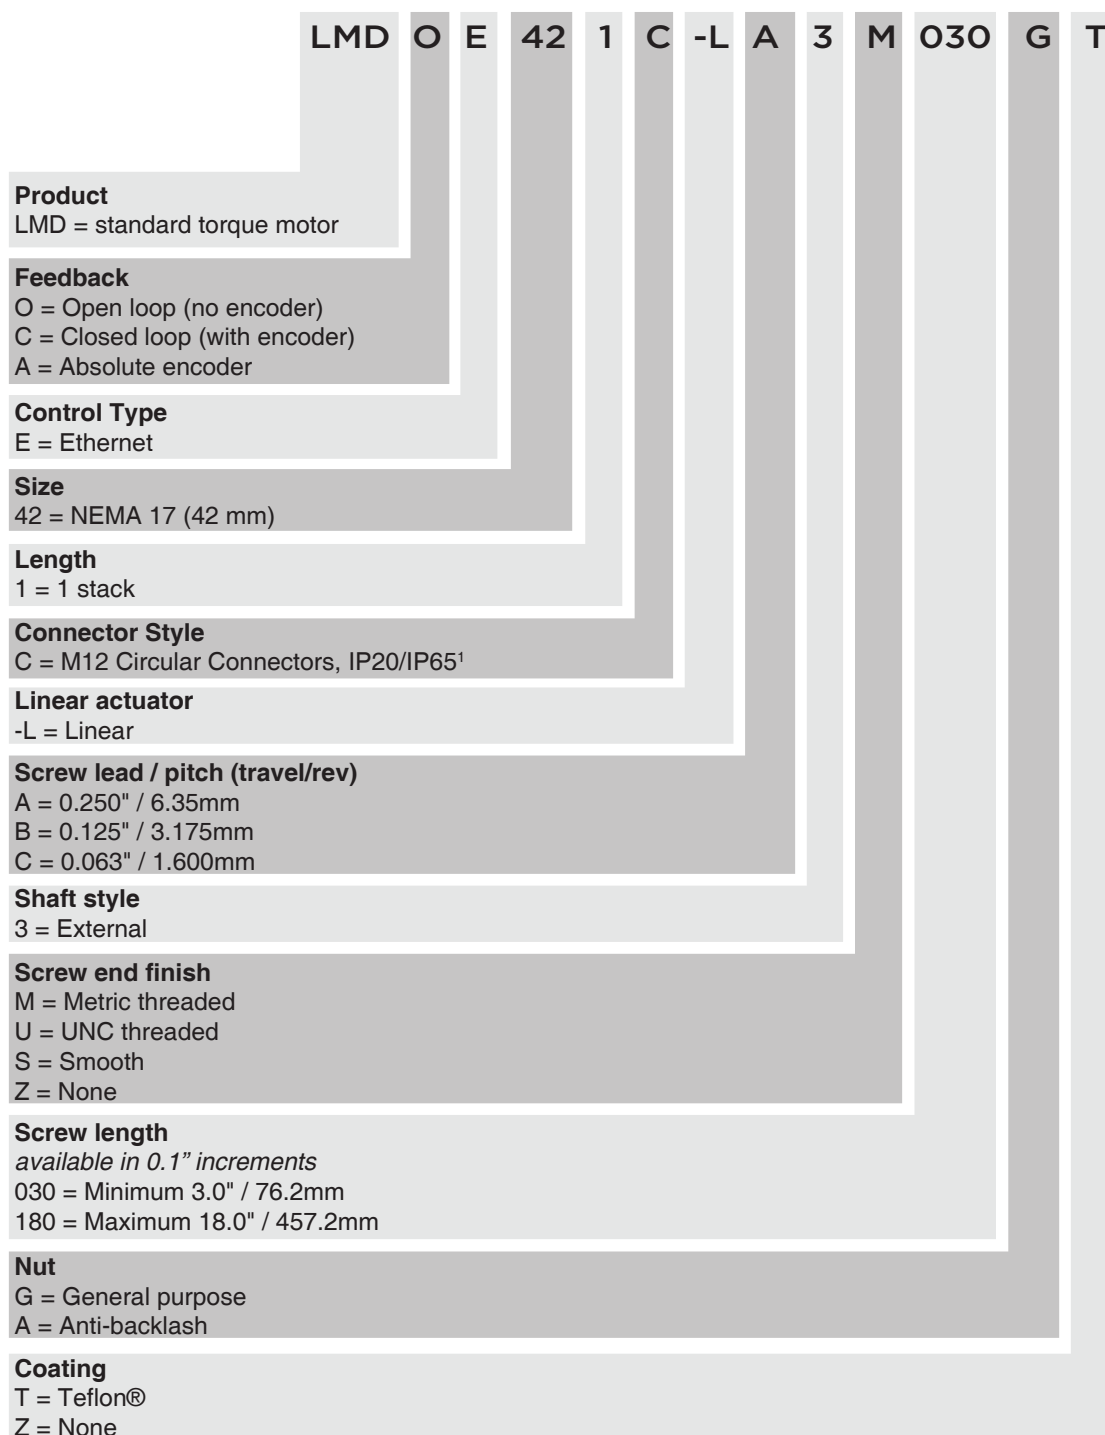 LMD O E 42 1 C -L A 3 M 030 G T
Product
LMD = standard torque motor
Feedback
O = Open loop (no encoder)
C = Closed loop (with encoder)
A = Absolute encoder
Control Type
E = Ethernet
Size
42 = NEMA 17 (42 mm)
Length
1 = 1 stack
Connector Style
C = M12 Circular Connectors, IP20/IP65¹
Linear actuator
-L = Linear
Screw lead / pitch (travel/rev)
A = 0.250" / 6.35mm
B = 0.125" / 3.175mm
C = 0.063" / 1.600mm
Shaft style
3 = External
Screw end finish
M = Metric threaded
U = UNC threaded
S = Smooth
Z = None
Screw length
available in 0.1” increments
030 = Minimum 3.0" / 76.2mm
180 = Maximum 18.0" / 457.2mm
Nut
G = General purpose
A = Anti-backlash
Coating
T = Teflon®
Z = None